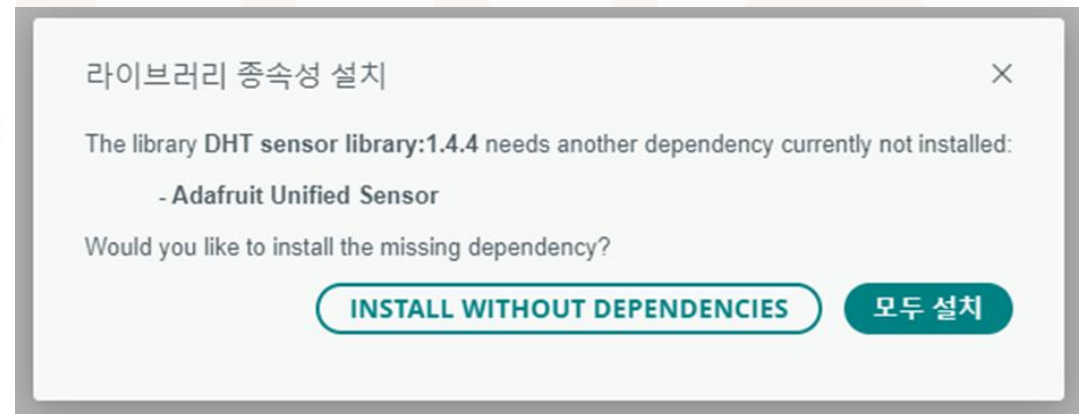 라이브러리 종속성 설치
The library DHT sensor library:1.4.4 needs another dependency currently not installed:
- Adafruit Unified Sensor
Would you like to install the missing dependency?
INSTALL WITHOUT DEPENDENCIES 모두 설치